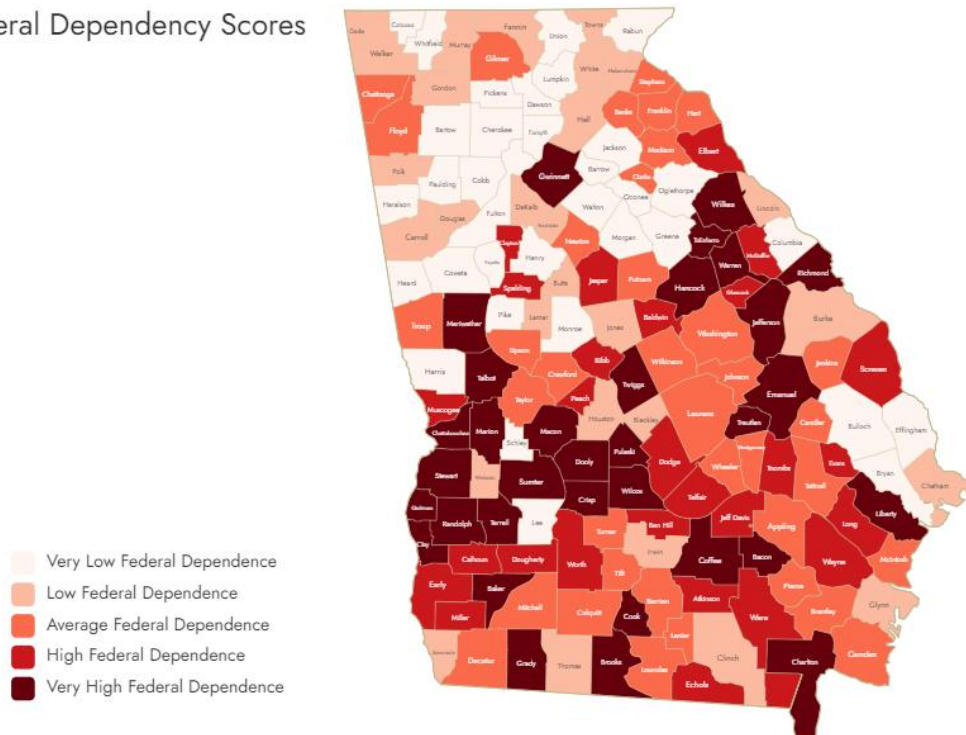 eral Dependency Scores
Dade
Catoosa
Whitfield
Walker
Murray
Fannin
Gilmer
Union
Towns
Rabun
White
Habersham
Lumpkin
Stephens
Chattooga
Gordon
Pickens
Dawson
Hall
Banks
Franklin
Hart
Floyd
Bartow
Cherokee
Forsyth
Jackson
Madison
Elbert
Polk
Paulding
Cobb
Gwinnett
Barrow
Clarke
Oglethorpe
Wilkes
Lincoln
Haralson
Douglas
Fulton
DeKalb
Walton
Oconee
Morgan
Greene
Taliaferro
Columbia
Carroll
Clayton
Henry
Newton
Warren
McDuffie
Richmond
Heard
Coweta
Fayette
Spalding
Butts
Jasper
Putnam
Hancock
Glascock
Jefferson
Burke
Troup
Meriwether
Pike
Lamar
Monroe
Jones
Baldwin
Washington
Jenkins
Screven
Harris
Talbot
Upson
Crawford
Bibb
Twiggs
Wilkinson
Johnson
Emanuel
Muscogee
Taylor
Peach
Houston
Bleckley
Laurens
Treutlen
Candler
Bulloch
Effingham
Chattahoochee
Marion
Schley
Macon
Dooly
Pulaski
Dodge
Wheeler
Montgomery
Toombs
Tattnall
Evans
Bryan
Chatham
Stewart
Webster
Sumter
Crisp
Wilcox
Telfair
Jeff Davis
Appling
Long
Liberty
Quitman
Randolph
Terrell
Lee
Turner
Ben Hill
Coffee
Bacon
Wayne
McIntosh
Clay
Calhoun
Dougherty
Worth
Tift
Irwin
Atkinson
Pierce
Early
Baker
Mitchell
Colquitt
Berrien
Ware
Brantley
Glynn
Miller
Cook
Lanier
Clinch
Charlton
Camden
Seminole
Decatur
Grady
Thomas
Brooks
Lowndes
Echols
Very Low Federal Dependence
Low Federal Dependence
Average Federal Dependence
High Federal Dependence
Very High Federal Dependence